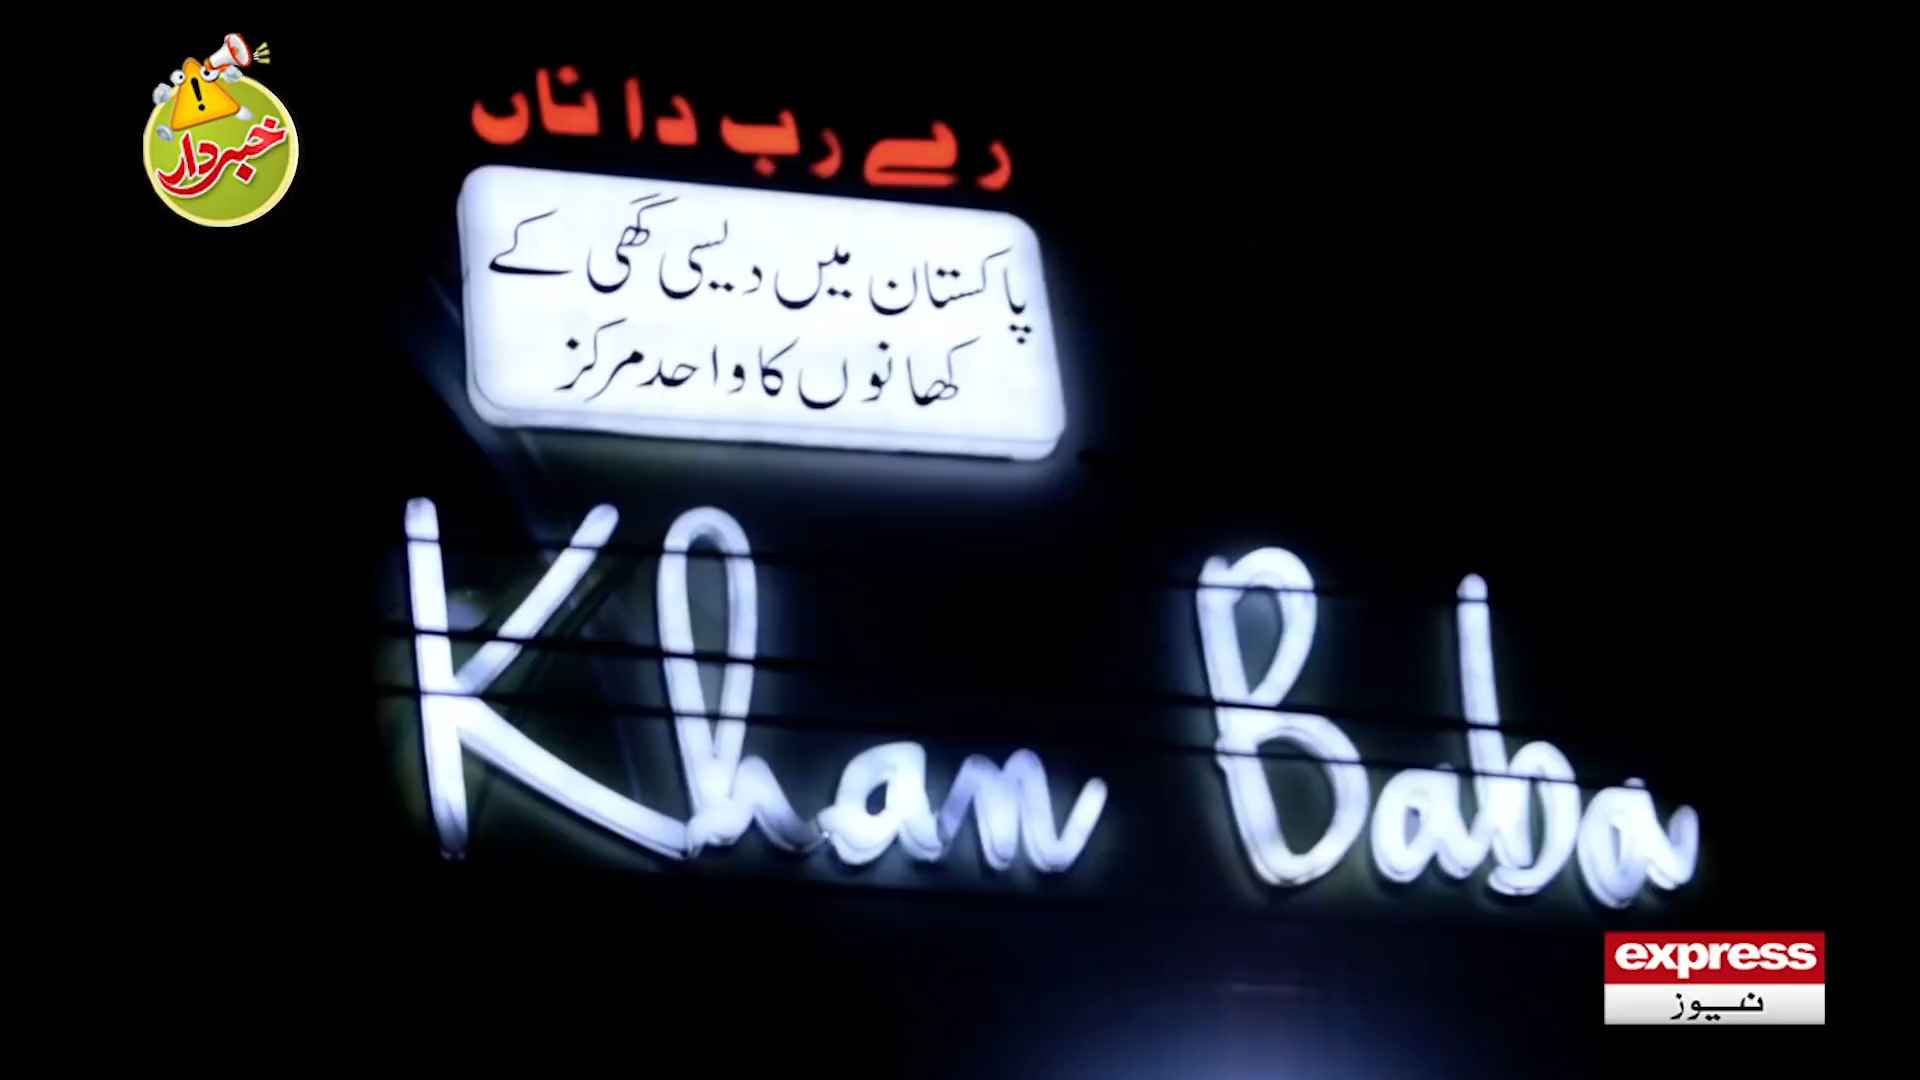 خبردار
رہے رب دا ناں
پاکستان میں دیسی گھی کے
کھانوں کا واحد مرکز
Khan Baba
express
نیوز